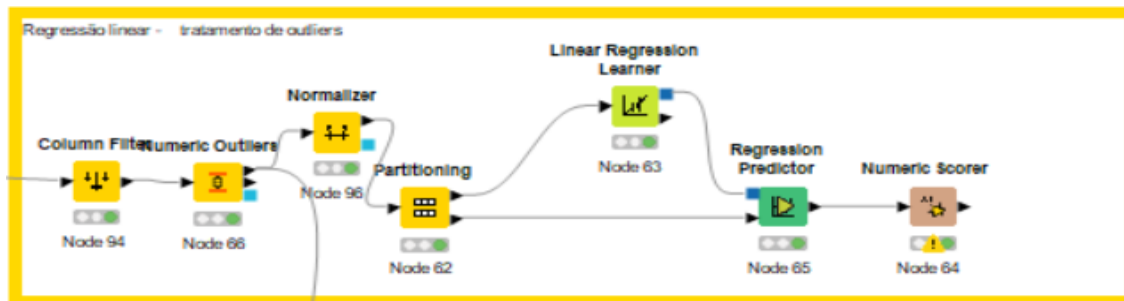 Regressão linear - tratamento de outliers
Linear Regression
Learner
Normalizer
Column Filter
Numeric Outliers
Partitioning
Node 63
Regression
Predictor
Numeric Scorer
Node 96
Node 94
Node 66
Node 62
Node 65
Node 64